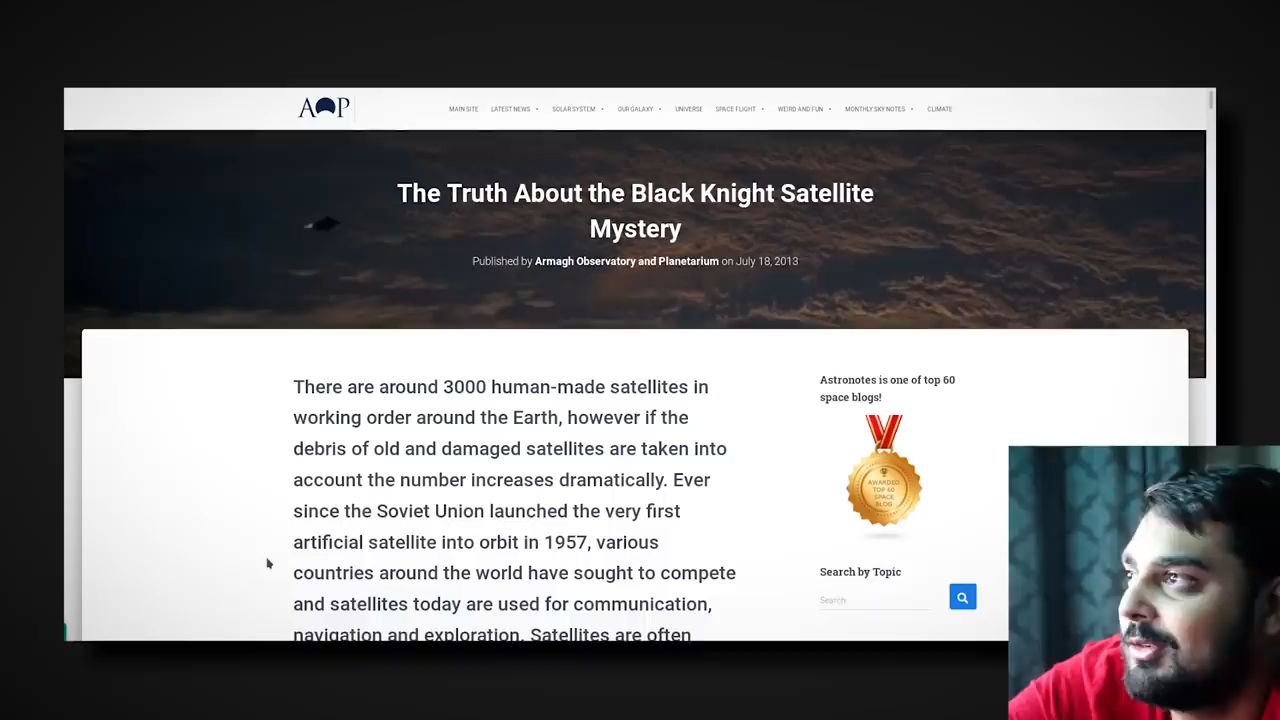 AOP
MAIN SITE LATEST NEWS SOLAR SYSTEM OUR GALAXY UNIVERSE SPACE FLIGHT WEIRD AND FUN MONTHLY SKY NOTES CLIMATE
The Truth About the Black Knight Satellite
Mystery
Published by Armagh Observatory and Planetarium on July 18, 2013
There are around 3000 human-made satellites in
working order around the Earth, however if the
debris of old and damaged satellites are taken into
account the number increases dramatically. Ever
since the Soviet Union launched the very first
artificial satellite into orbit in 1957, various
countries around the world have sought to compete
and satellites today are used for communication,
navigation and exploration. Satellites are often
Astronotes is one of top 60
space blogs!
AWARDED
TOP 60
SPACE
BLOG
Search by Topic
Search